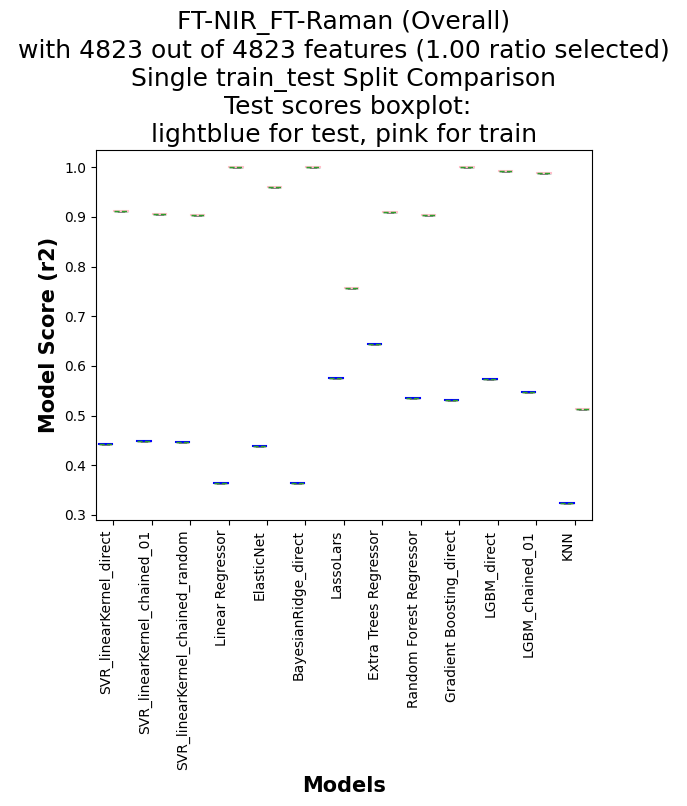 FT-NIR_FT-Raman (Overall)
with 4823 out of 4823 features (1.00 ratio selected)
Single train_test Split Comparison
Test scores boxplot:
lightblue for test, pink for train
Model Score (r2)
1.0
0.9
0.8
0.7
0.6
0.5
0.4
0.3
SVR_linearKernel_direct
SVR_linearKernel_chained_01
SVR_linearKernel_chained_random
Linear Regressor
ElasticNet
BayesianRidge_direct
LassoLars
Extra Trees Regressor
Random Forest Regressor
Gradient Boosting_direct
LGBM_direct
LGBM_chained_01
KNN
Models